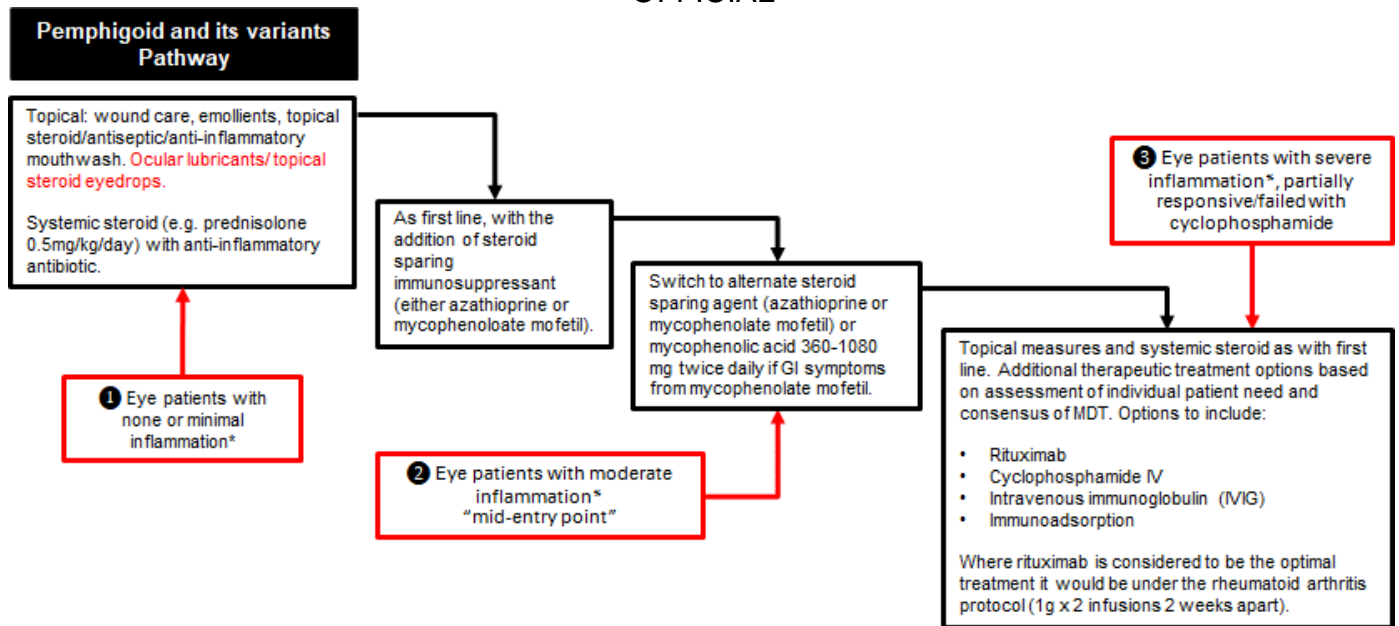 Pemphigoid and its variants
Pathway
Topical: wound care, emollients, topical
steroid/antiseptic/anti-inflammatory
mouthwash. Ocular lubricants/ topical
steroid eyedrops.
Systemic steroid (e.g. prednisolone
0.5mg/kg/day) with anti-inflammatory
antibiotic.
❶ Eye patients with
none or minimal
inflammation*
As first line, with the
addition of steroid
sparing
immunosuppressant
(either azathioprine or
mycophenoloate mofetil).
❷ Eye patients with moderate
inflammation*
“mid-entry point”
Switch to alternate steroid
sparing agent (azathioprine or
mycophenolate mofetil) or
mycophenolic acid 360-1080
mg twice daily if GI symptoms
from mycophenolate mofetil.
❸ Eye patients with severe
inflammation*, partially
responsive/failed with
cyclophosphamide
Topical measures and systemic steroid as with first
line. Additional therapeutic treatment options based
on assessment of individual patient need and
consensus of MDT. Options to include:
• Rituximab
• Cyclophosphamide IV
• Intravenous immunoglobulin (IVIG)
• Immunoadsorption
Where rituximab is considered to be the optimal
treatment it would be under the rheumatoid arthritis
protocol (1g x 2 infusions 2 weeks apart).